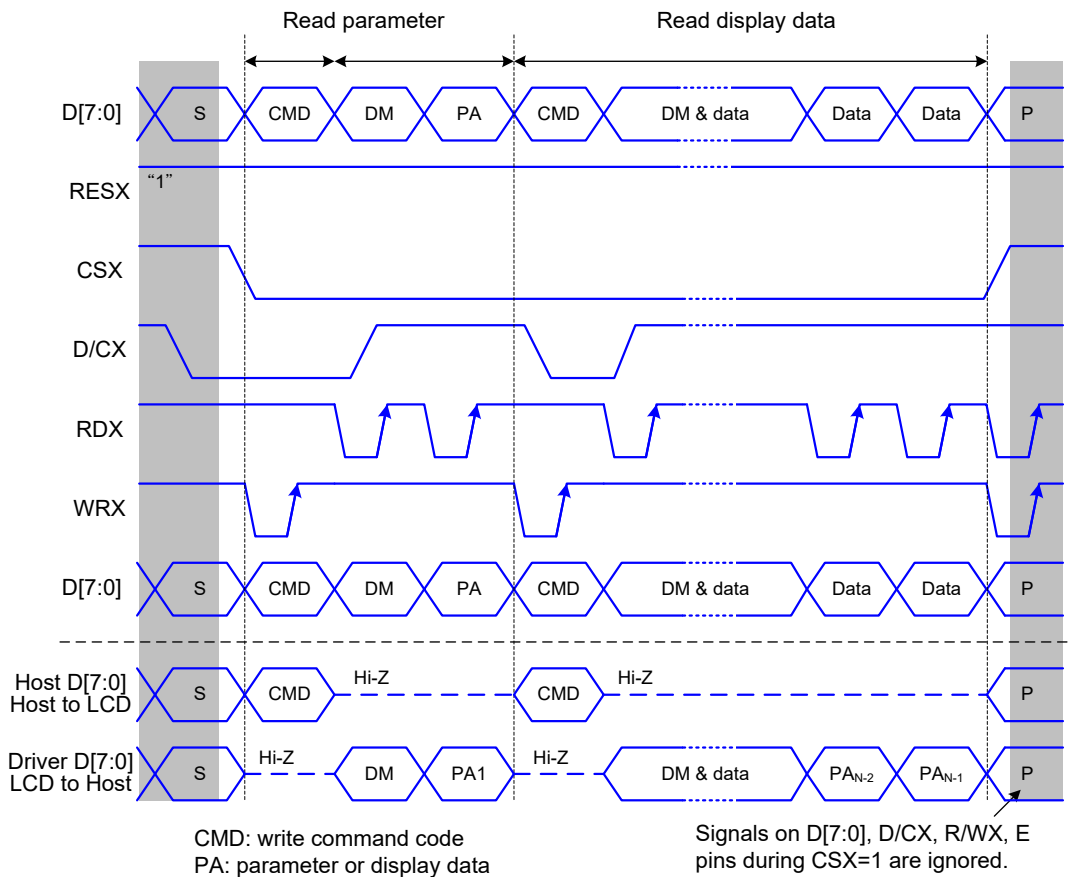 Read parameter Read display data
D[7:0] S CMD DM PA CMD DM & data Data Data P
RESX “1”
CSX
D/CX
RDX
WRX
D[7:0] S CMD DM PA CMD DM & data Data Data P
Host D[7:0]
Host to LCD
S CMD Hi-Z CMD Hi-Z P
Driver D[7:0]
LCD to Host
S Hi-Z DM PA1 Hi-Z DM & data PAN-2 PAN-1 P
CMD: write command code
PA: parameter or display data
Signals on D[7:0], D/CX, R/WX, E
pins during CSX=1 are ignored.